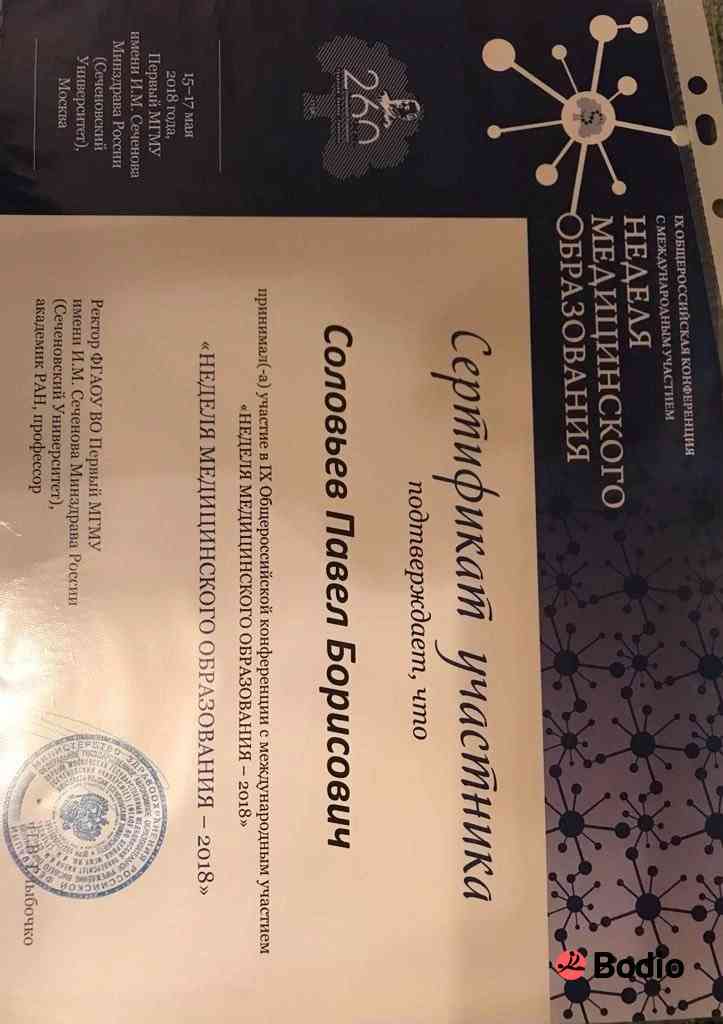 IX ОБЩЕРОССИЙСКАЯ КОНФЕРЕНЦИЯ
С МЕЖДУНАРОДНЫМ УЧАСТИЕМ
НЕДЕЛЯ
МЕДИЦИНСКОГО
ОБРАЗОВАНИЯ
260
15–17 мая
2018 года,
Первый МГМУ
имени И.М. Сеченова
Минздрава России
(Сеченовский
Университет),
Москва
Сертификат участника
подтверждает, что
Соловьев Павел Борисович
принимал(-а) участие в IX Общероссийской конференции с международным участием
«НЕДЕЛЯ МЕДИЦИНСКОГО ОБРАЗОВАНИЯ – 2018»
«НЕДЕЛЯ МЕДИЦИНСКОГО ОБРАЗОВАНИЯ – 2018»
Ректор ФГАОУ ВО Первый МГМУ
имени И.М. Сеченова Минздрава России
(Сеченовский Университет),
академик РАН, профессор
МИНИСТЕРСТВО ЗДРАВООХРАНЕНИЯ РОССИЙСКОЙ
Bodio